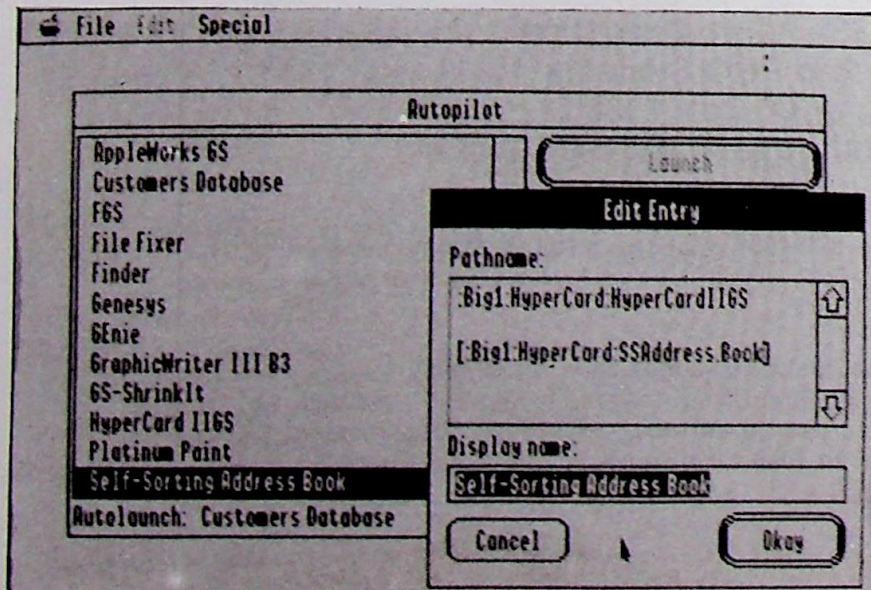 File Edit Special
Autopilot
AppleWorks GS
Customers Database
FGS
File Fixer
Finder
Genesys
GEnie
GraphicWriter III B3
GS-ShrinkIt
HyperCard IIGS
Platinum Paint
Self-Sorting Address Book
Autolaunch: Customers Database
Launch
Edit Entry
Pathname:
:Big1:HyperCard:HyperCardIIGS
[:Big1:HyperCard:SSAddress.Book]
Display name:
Self-Sorting Address Book
Cancel
Okay